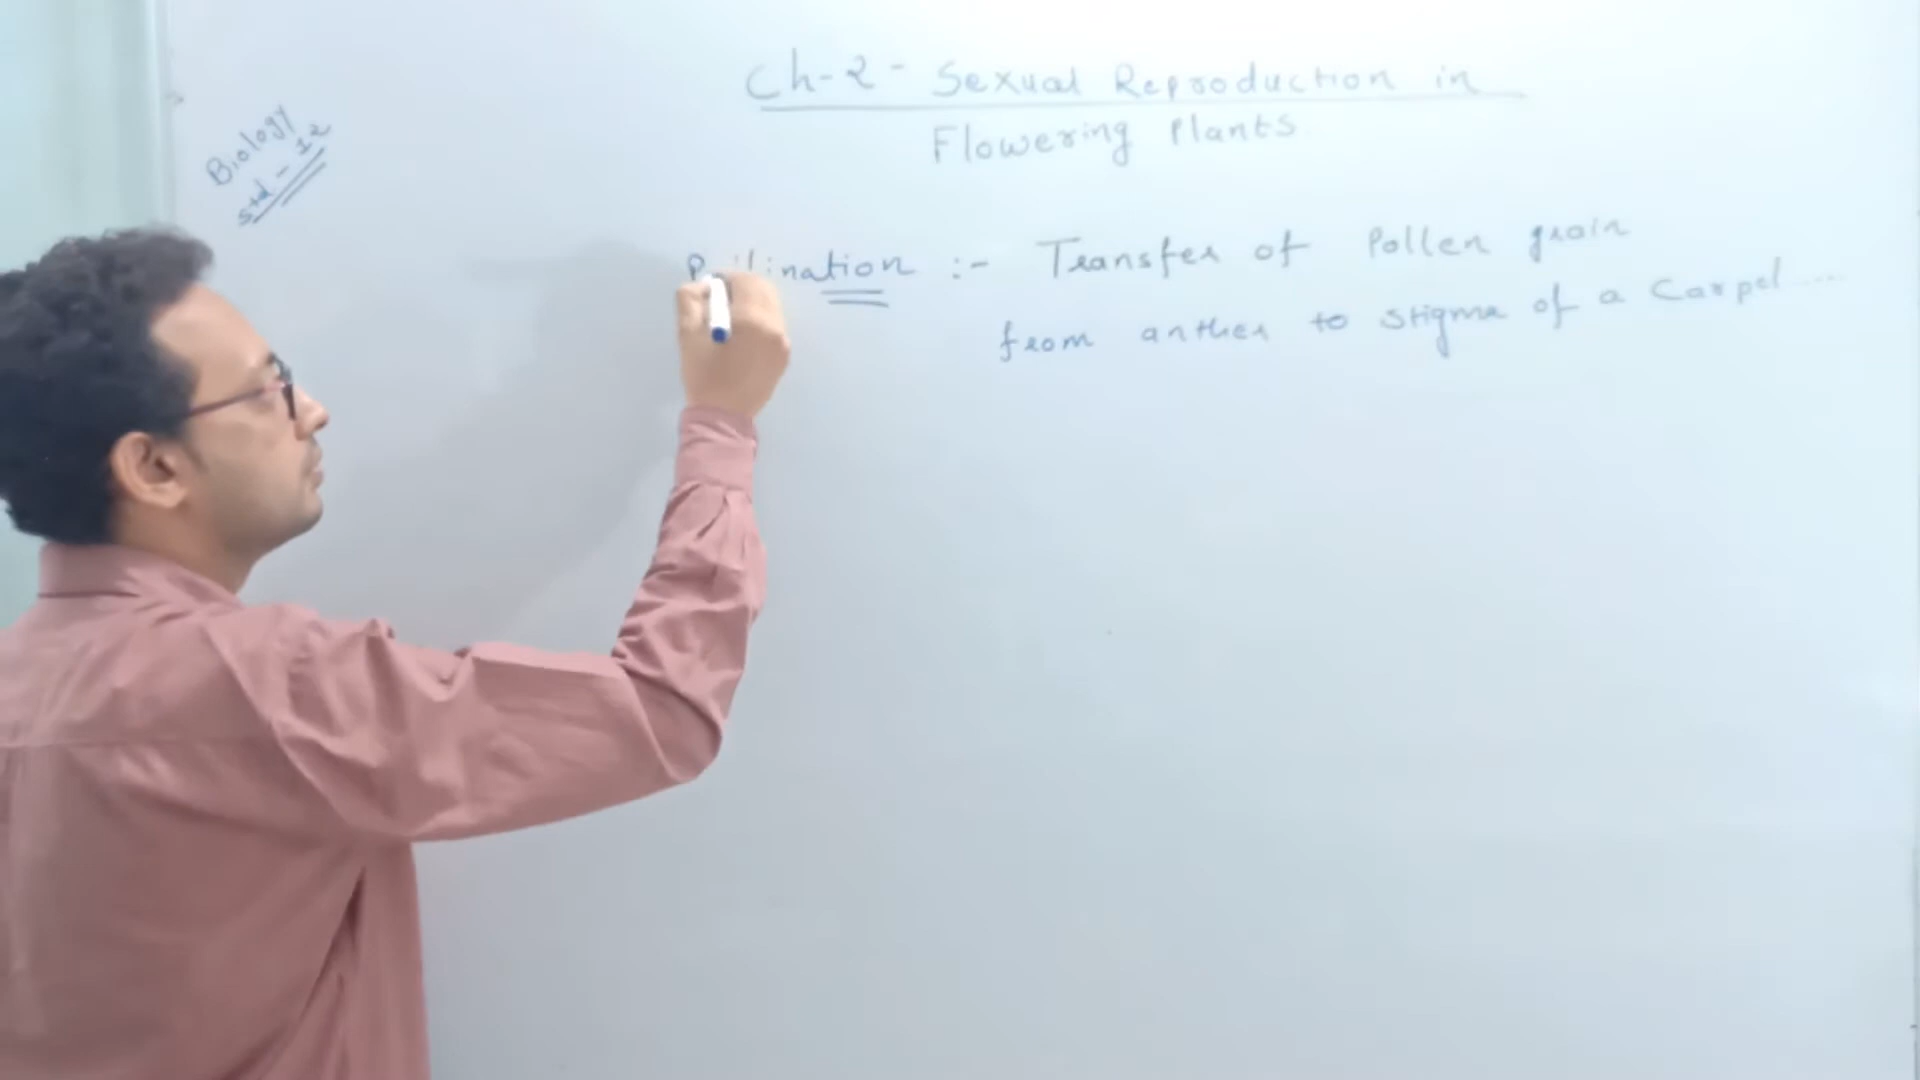 Biology
Std - 12
Ch-2 - Sexual Reproduction in
Flowering Plants
:- Transfer of Pollen grain
from anther to stigma of a Carpel....